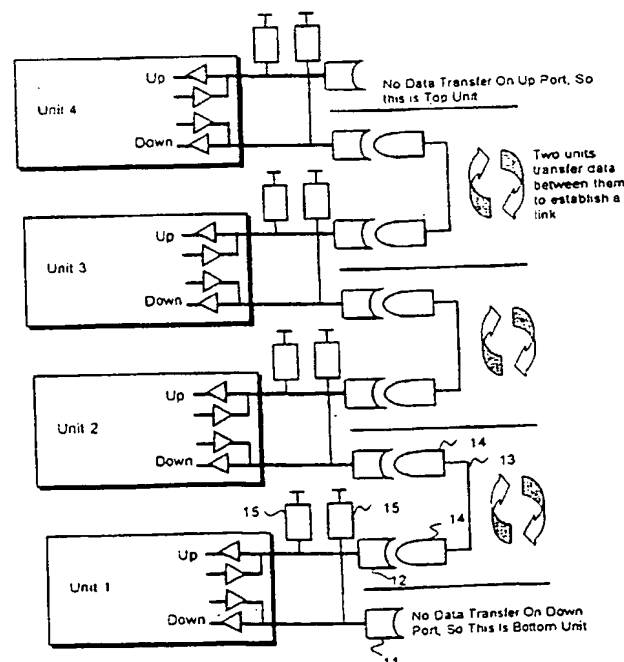 Up
Unit 4
Down
No Data Transfer On Up Port, So
this is Top Unit
Two units
transfer data
between them
to establish a
link
Up
Unit 3
Down
Up
Unit 2
Down
14
13
15
15
14
Up
12
Unit 1
Down
No Data Transfer On Down
Port, So This Is Bottom Unit
11